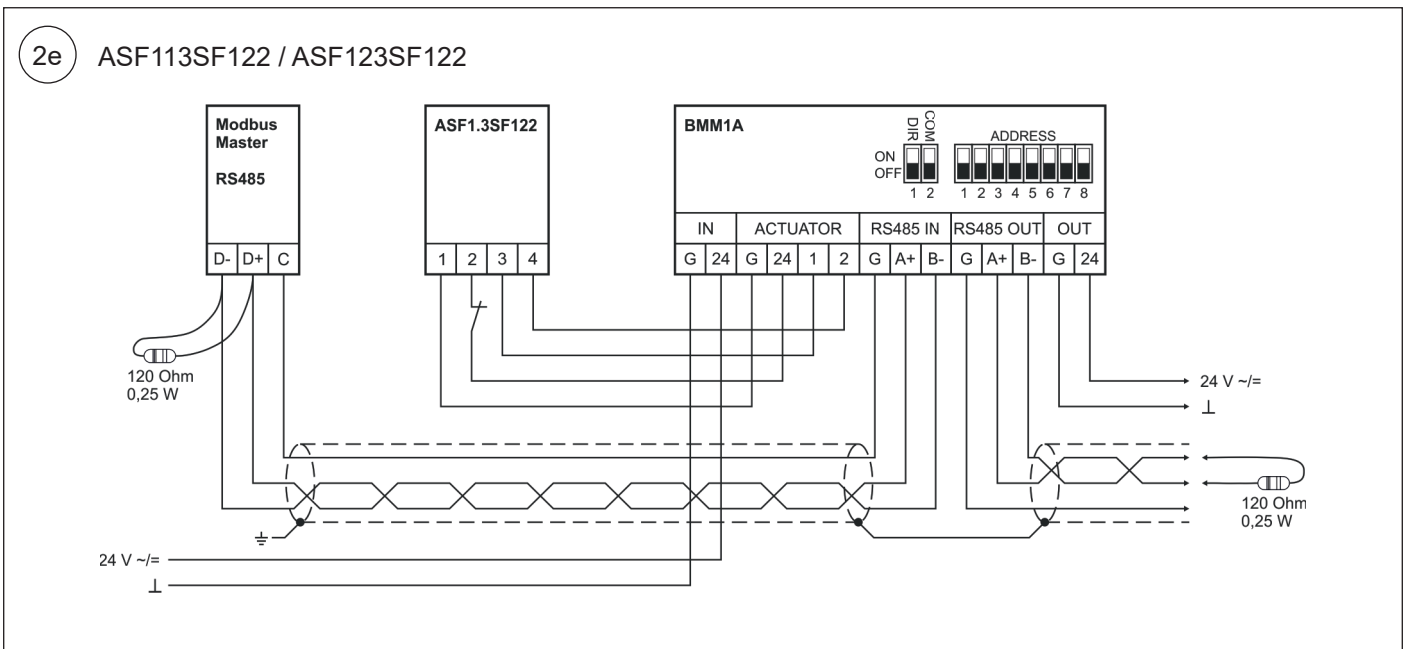 2e ASF113SF122 / ASF123SF122
Modbus
Master
RS485
D- D+ C
ASF1.3SF122
1 2 3 4
BMM1A
DIR COM
ON
OFF
1 2
ADDRESS
1 2 3 4 5 6 7 8
IN ACTUATOR RS485 IN RS485 OUT OUT
G 24 G 24 1 2 G A+ B- G A+ B- G 24
120 Ohm
0,25 W
24 V ~/=
⊥
120 Ohm
0,25 W
24 V ~/=
⊥